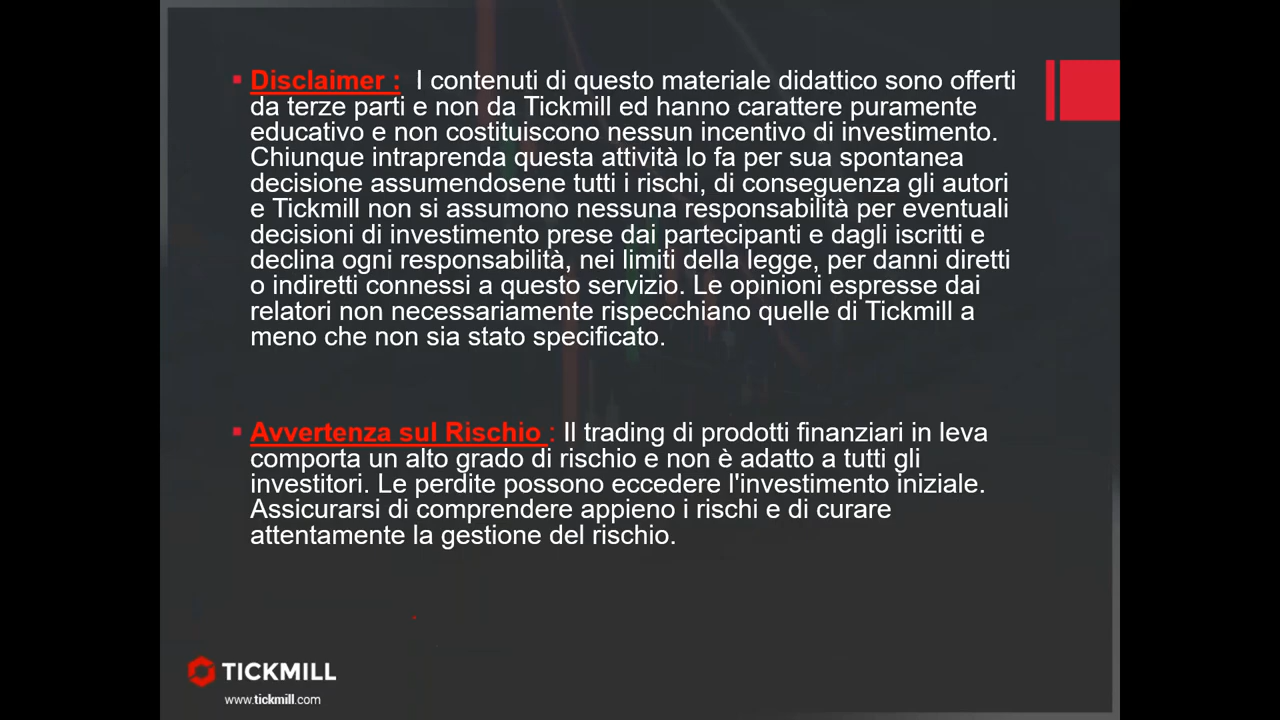 Disclaimer : I contenuti di questo materiale didattico sono offerti
da terze parti e non da Tickmill ed hanno carattere puramente
educativo e non costituiscono nessun incentivo di investimento.
Chiunque intraprenda questa attività lo fa per sua spontanea
decisione assumendosene tutti i rischi, di conseguenza gli autori
e Tickmill non si assumono nessuna responsabilità per eventuali
decisioni di investimento prese dai partecipanti e dagli iscritti e
declina ogni responsabilità, nei limiti della legge, per danni diretti
o indiretti connessi a questo servizio. Le opinioni espresse dai
relatori non necessariamente rispecchiano quelle di Tickmill a
meno che non sia stato specificato.
Avvertenza sul Rischio : Il trading di prodotti finanziari in leva
comporta un alto grado di rischio e non è adatto a tutti gli
investitori. Le perdite possono eccedere l'investimento iniziale.
Assicurarsi di comprendere appieno i rischi e di curare
attentamente la gestione del rischio.
TICKMILL
www.tickmill.com